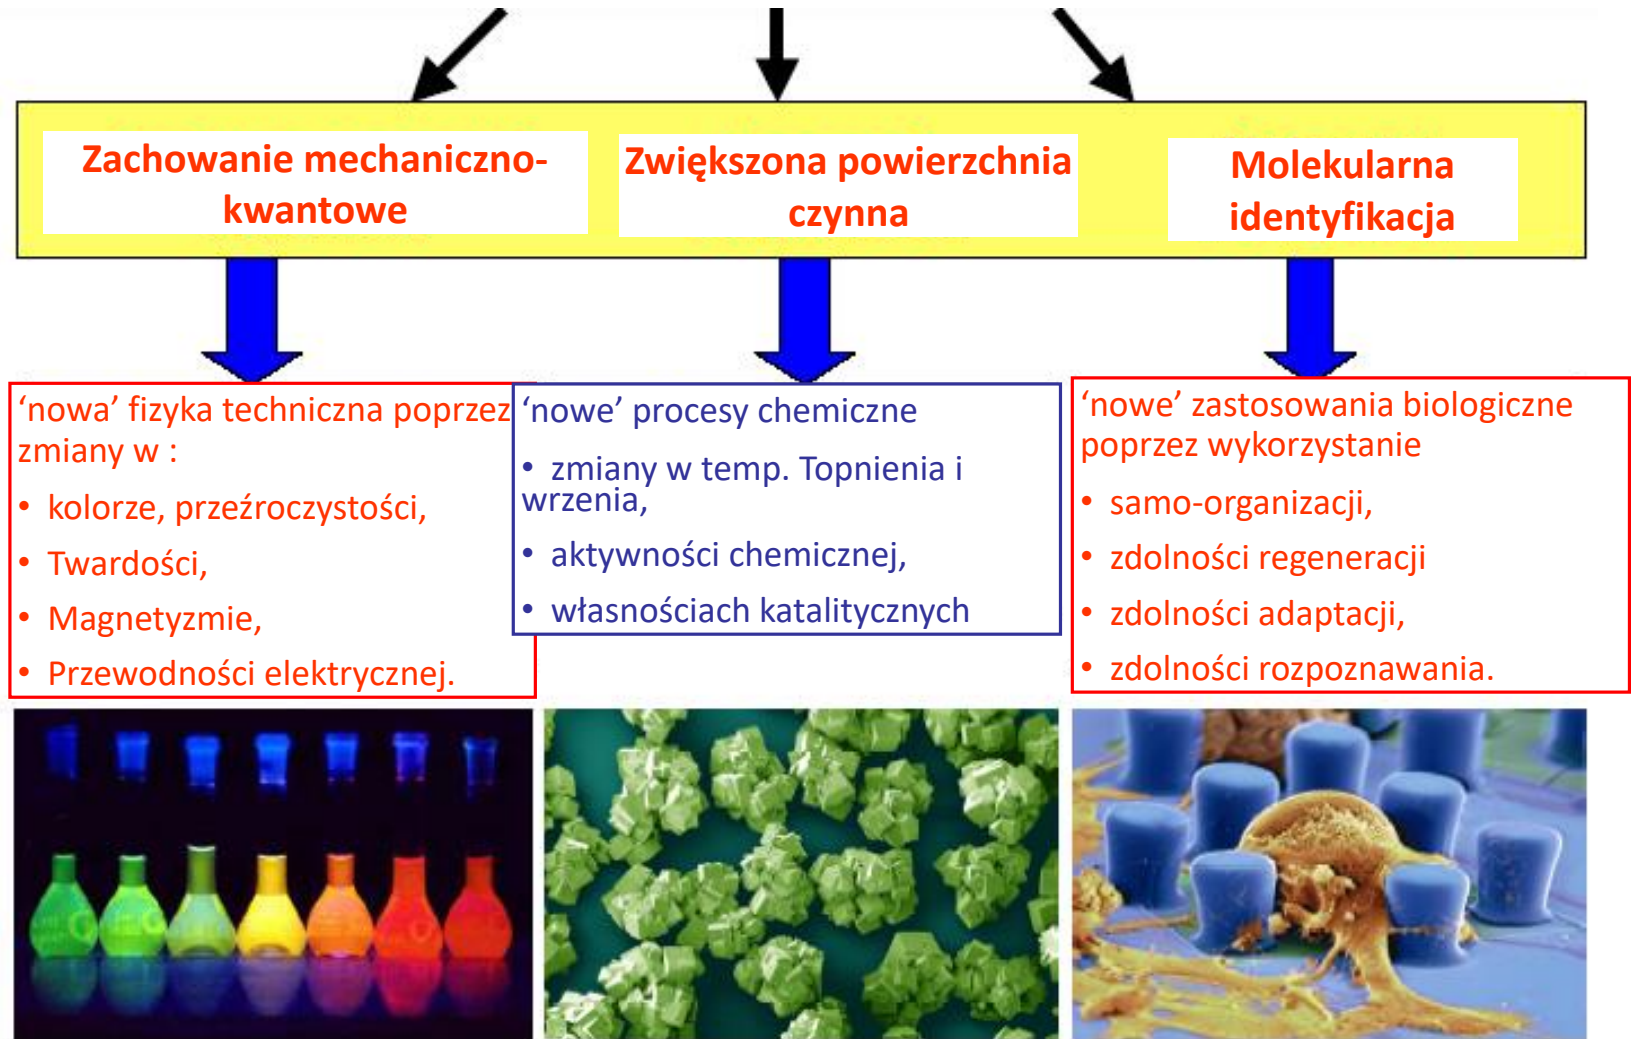 Zachowanie mechaniczno-
kwantowe
Zwiększona powierzchnia
czynna
Molekularna
identyfikacja
‘nowa’ fizyka techniczna poprzez
zmiany w :
• kolorze, przeźroczystości,
• Twardości,
• Magnetyzmie,
• Przewodności elektrycznej.
‘nowe’ procesy chemiczne
• zmiany w temp. Topnienia i
wrzenia,
• aktywności chemicznej,
• własnościach katalitycznych
‘nowe’ zastosowania biologiczne
poprzez wykorzystanie
• samo-organizacji,
• zdolności regeneracji
• zdolności adaptacji,
• zdolności rozpoznawania.